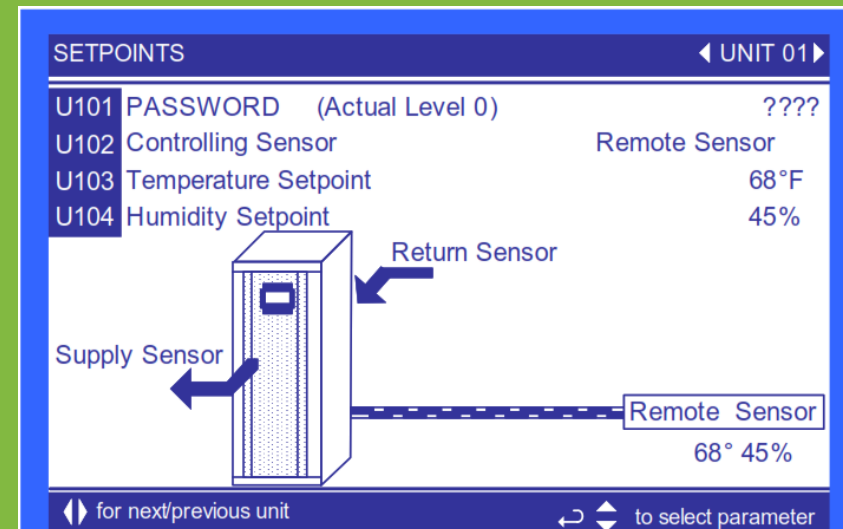 SETPOINTS ◀ UNIT 01▶
U101 PASSWORD (Actual Level 0) ????
U102 Controlling Sensor Remote Sensor
U103 Temperature Setpoint 68°F
U104 Humidity Setpoint 45%
Return Sensor
Supply Sensor
Remote Sensor
68° 45%
for next/previous unit to select parameter